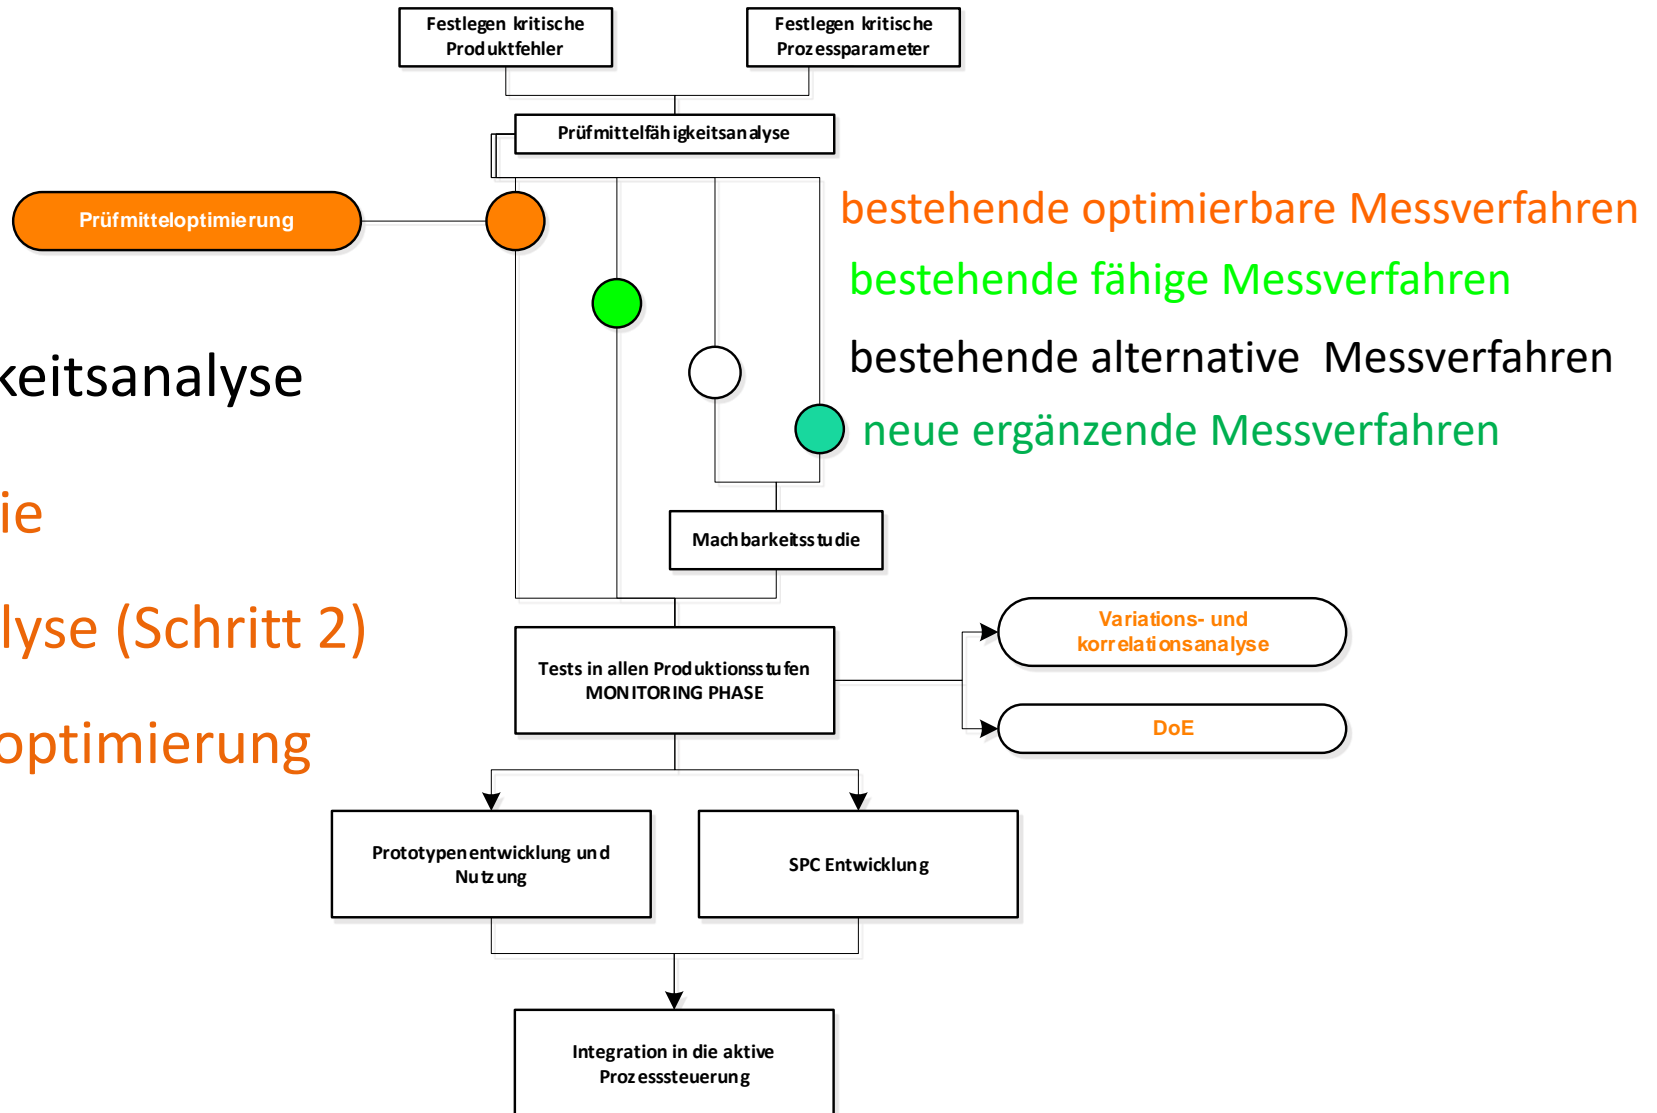 Festlegen kritische
Produktfehler
Festlegen kritische
Prozessparameter
Prüfmittelfähigkeitsanalyse
Prüfmitteloptimierung
bestehende optimierbare Messverfahren
bestehende fähige Messverfahren
bestehende alternative  Messverfahren
neue ergänzende Messverfahren
keitsanalyse
ie
lyse (Schritt 2)
optimierung
Machbarkeitsstudie
Tests in allen Produktionsstufen
MONITORING PHASE
Variations- und
korrelationsanalyse
DoE
Prototypenentwicklung und
Nutzung
SPC Entwicklung
Integration in die aktive
Prozesssteuerung